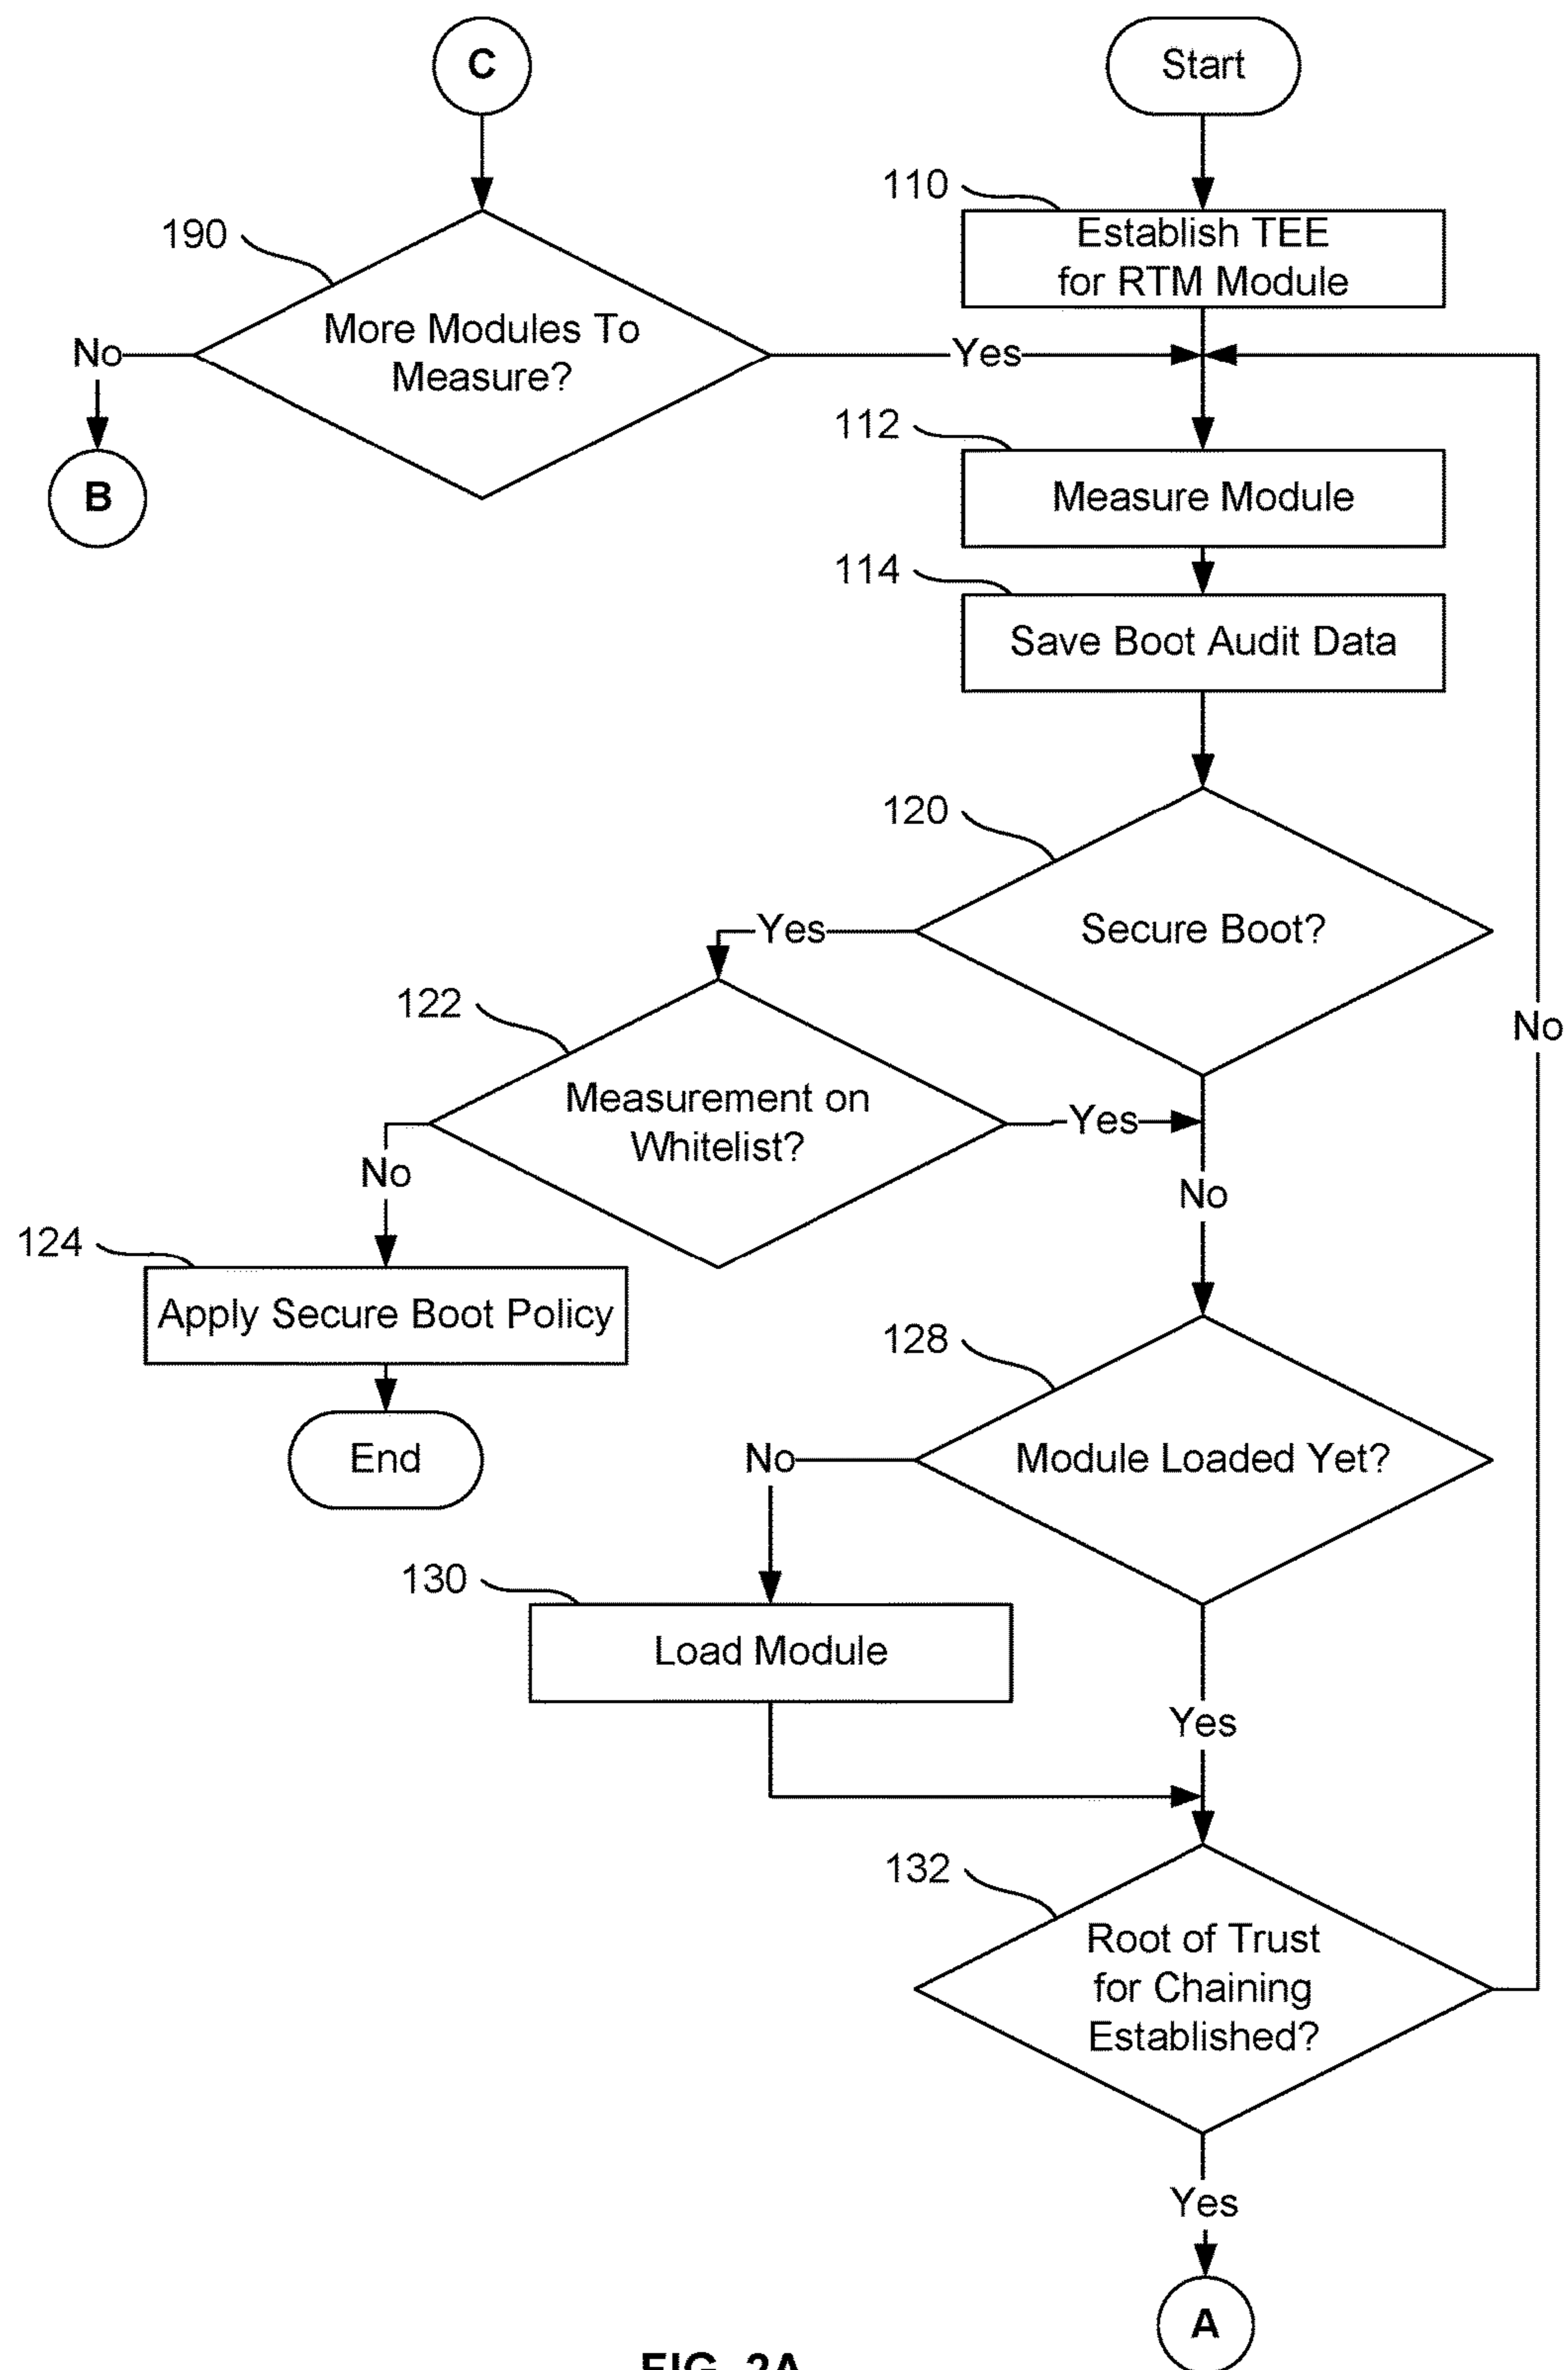 C
Start
110
Establish TEE
for RTM Module
190
More Modules To
Measure?
No
Yes
B
112
Measure Module
114
Save Boot Audit Data
120
Secure Boot?
Yes
122
Measurement on
Whitelist?
Yes
No
No
No
124
Apply Secure Boot Policy
End
128
Module Loaded Yet?
No
130
Load Module
Yes
132
Root of Trust
for Chaining
Established?
Yes
A
FIG. 2A